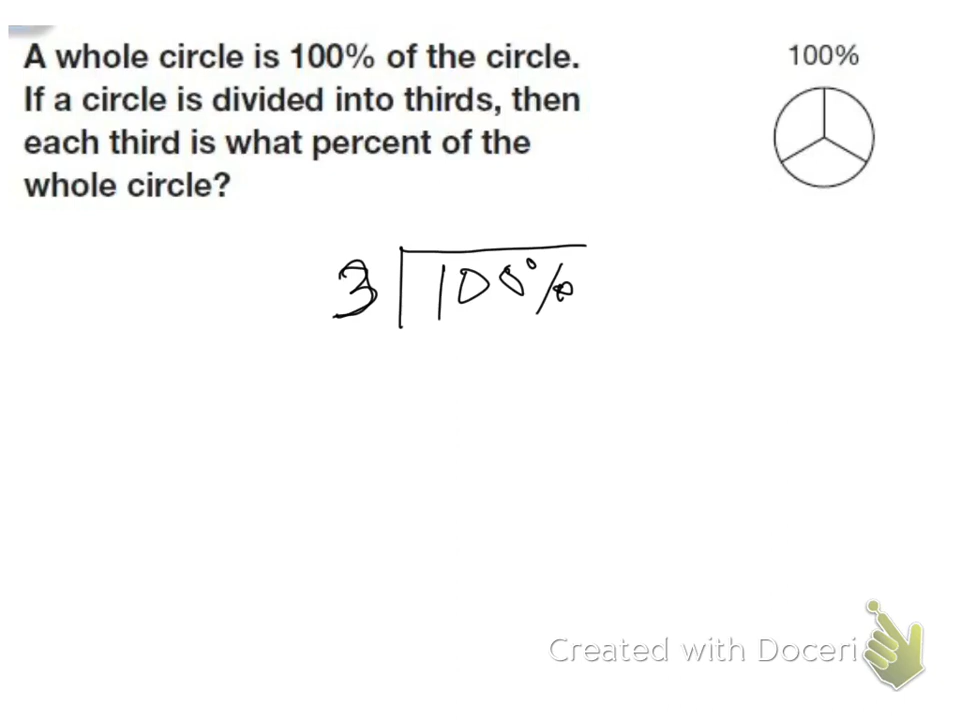 A whole circle is 100% of the circle.
If a circle is divided into thirds, then
each third is what percent of the
whole circle?
100%
3 100%
Created with Doceri